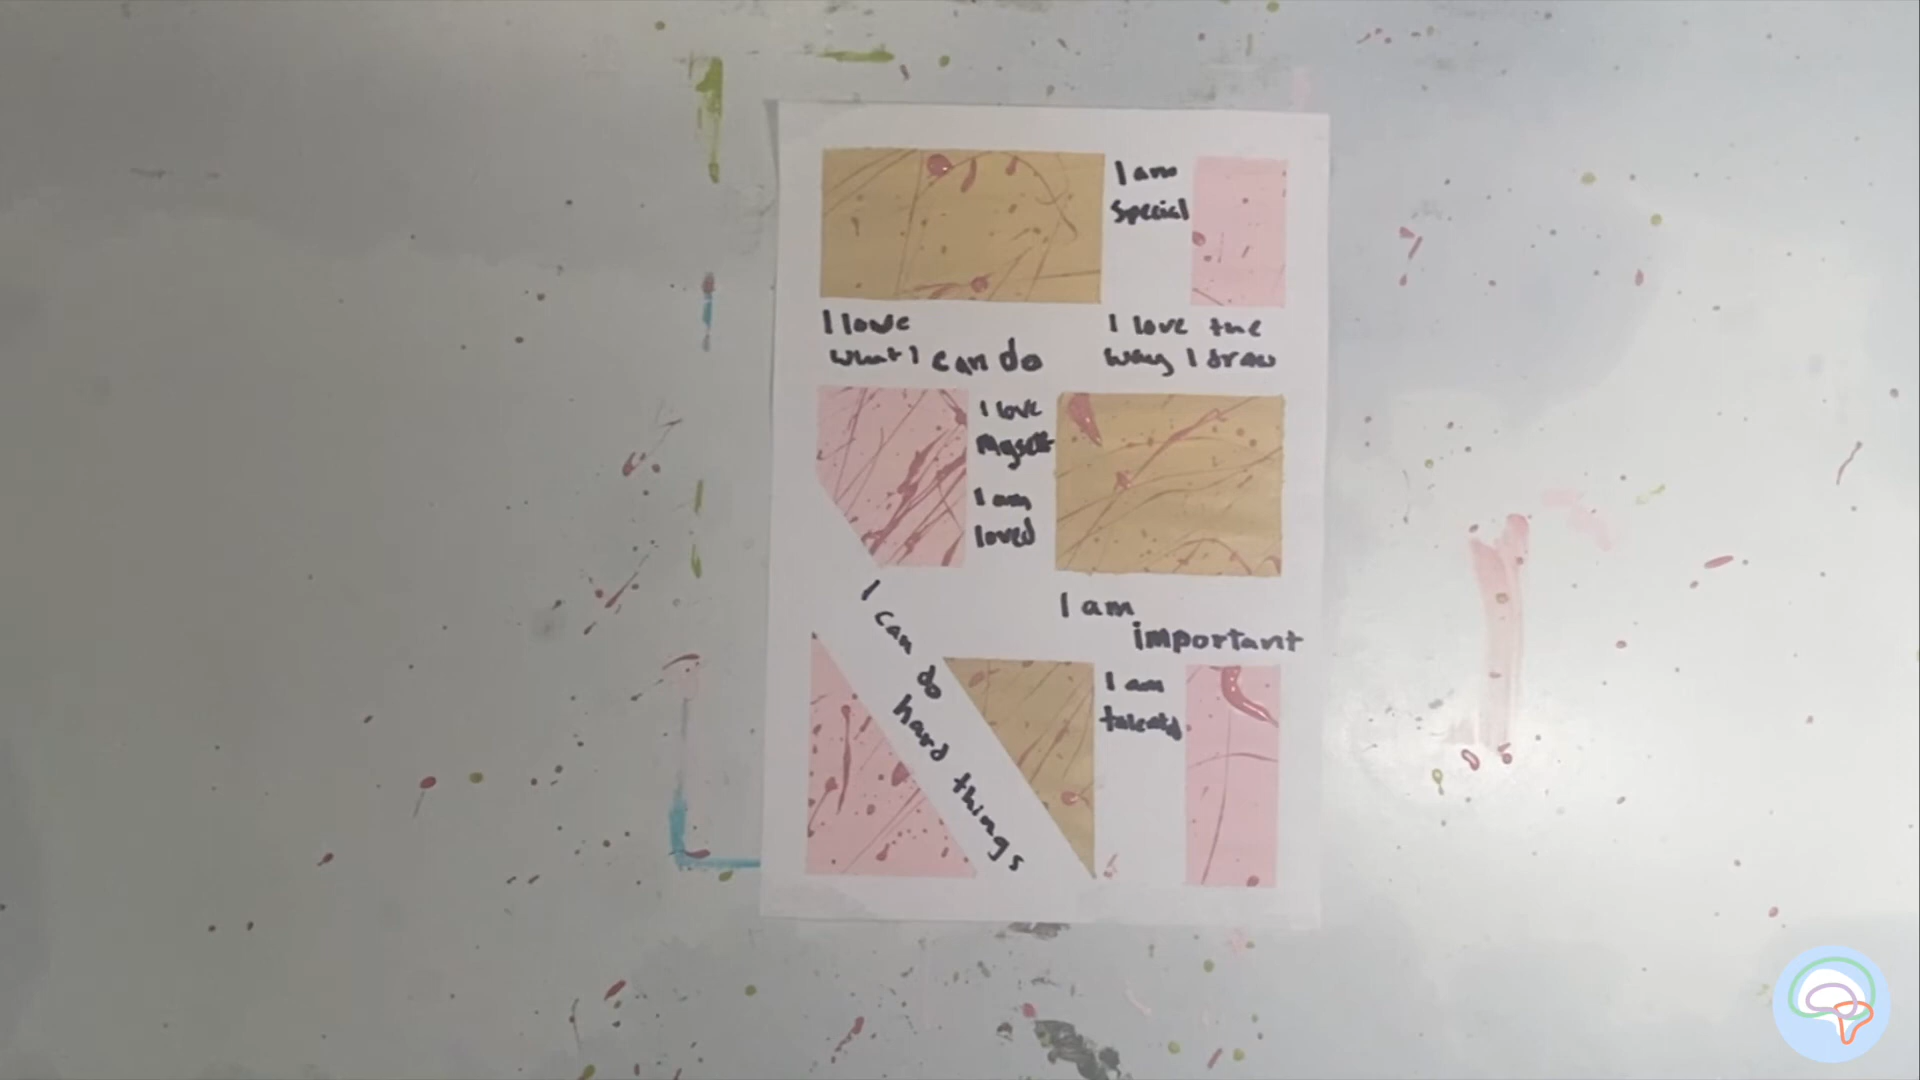 I am
special
I love
what I can do
I love the
way I draw
I love
myself
I am
loved
I am
important
I can do hard things
I am